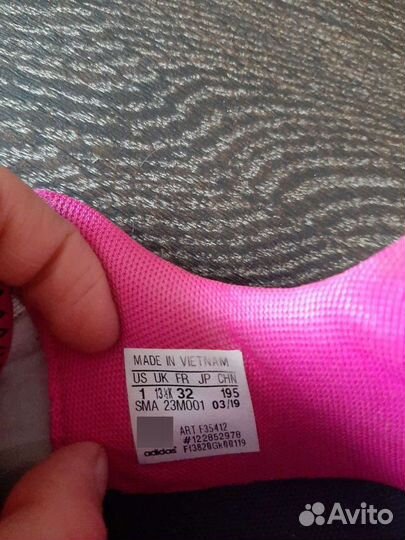 MADE IN VIETNAM
US UK FR JP CHN
1 13½K 32 195
SMA 23M001 03/19
ART F35412
#122852978
adidas
Avito